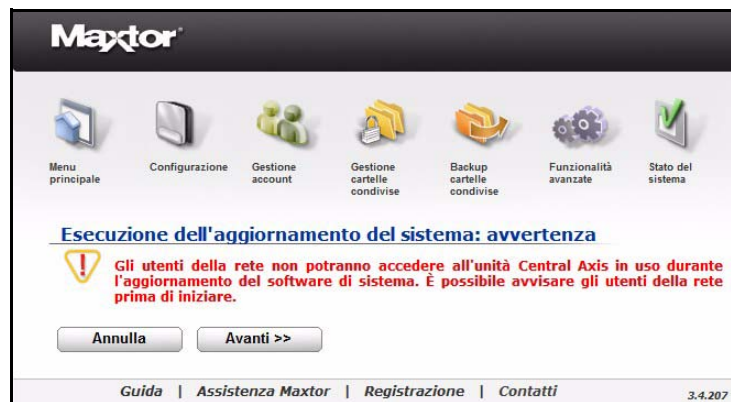 Maxtor
Menu
principale
Configurazione
Gestione
account
Gestione
cartelle
condivise
Backup
cartelle
condivise
Funzionalità
avanzate
Stato del
sistema
Esecuzione dell'aggiornamento del sistema: avvertenza
Gli utenti della rete non potranno accedere all'unità Central Axis in uso durante
l'aggiornamento del software di sistema. È possibile avvisare gli utenti della rete
prima di iniziare.
Annulla
Avanti >>
Guida | Assistenza Maxtor | Registrazione | Contatti
3.4.207